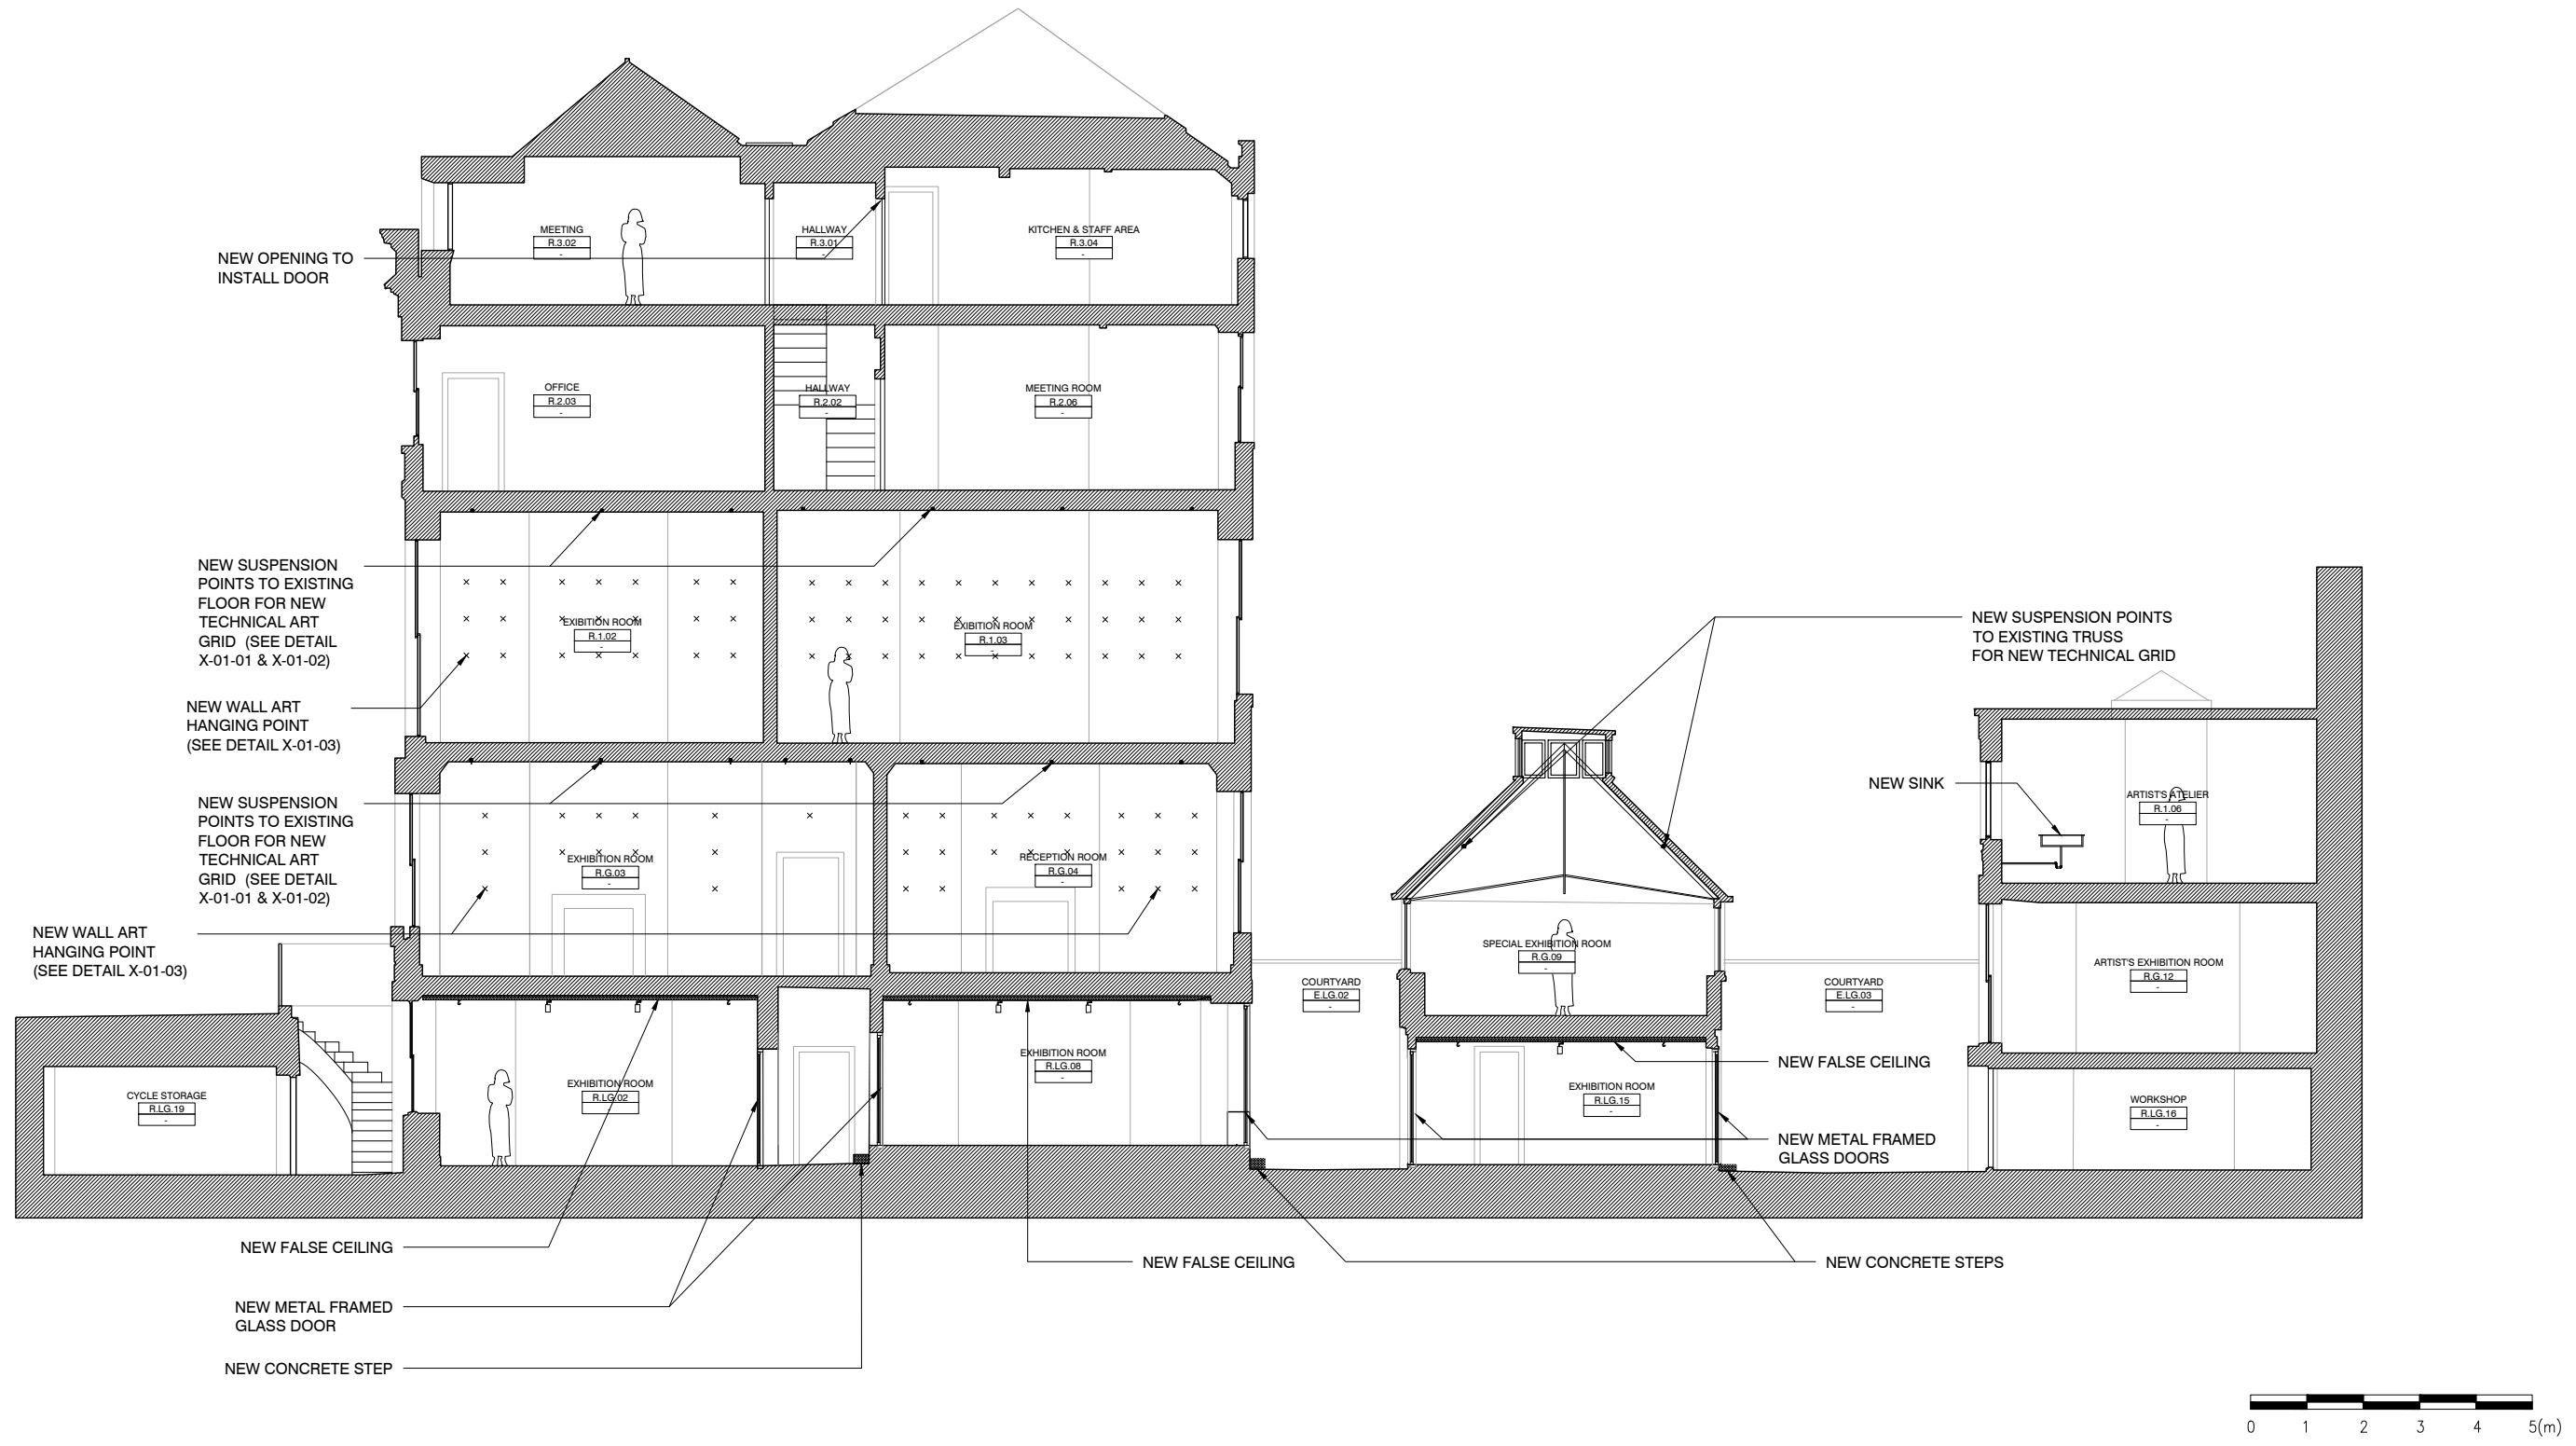 MEETING
R.3.02
-
HALLWAY
R.3.01
-
KITCHEN & STAFF AREA
R.3.04
-
NEW OPENING TO
INSTALL DOOR
OFFICE
R.2.03
-
HALLWAY
R.2.02
-
MEETING ROOM
R.2.06
-
NEW SUSPENSION
POINTS TO EXISTING
FLOOR FOR NEW
TECHNICAL ART
GRID (SEE DETAIL
X-01-01 & X-01-02)
EXIBITION ROOM
R.1.02
-
EXIBITION ROOM
R.1.03
-
NEW SUSPENSION POINTS
TO EXISTING TRUSS
FOR NEW TECHNICAL GRID
NEW WALL ART
HANGING POINT
(SEE DETAIL X-01-03)
NEW SINK
ARTIST'S ATELIER
R.1.06
-
NEW SUSPENSION
POINTS TO EXISTING
FLOOR FOR NEW
TECHNICAL ART
GRID (SEE DETAIL
X-01-01 & X-01-02)
EXHIBITION ROOM
R.G.03
-
RECEPTION ROOM
R.G.04
-
NEW WALL ART
HANGING POINT
(SEE DETAIL X-01-03)
SPECIAL EXHIBITION ROOM
R.G.09
-
COURTYARD
E.LG.02
-
COURTYARD
E.LG.03
-
ARTIST'S EXHIBITION ROOM
R.G.12
-
CYCLE STORAGE
R.LG.19
-
EXHIBITION ROOM
R.LG.02
-
EXHIBITION ROOM
R.LG.08
-
NEW FALSE CEILING
EXHIBITION ROOM
R.LG.15
-
WORKSHOP
R.LG.16
-
NEW METAL FRAMED
GLASS DOORS
NEW FALSE CEILING
NEW FALSE CEILING
NEW CONCRETE STEPS
NEW METAL FRAMED
GLASS DOOR
NEW CONCRETE STEP
0 1 2 3 4 5(m)